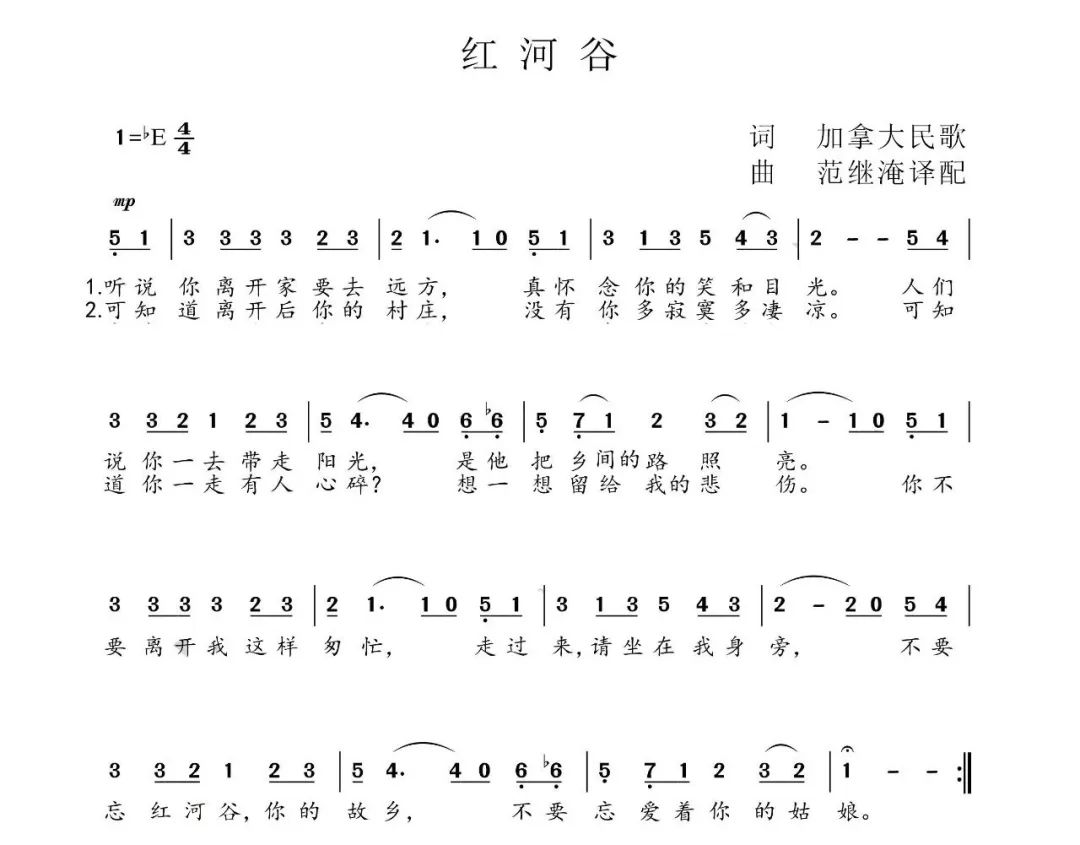 红河谷
1=♭E 4/4
词 加拿大民歌
曲 范继淹译配
mp
5 1 | 3 3 3 3 2 3 | 2 1. 1 0 5 1 | 3 1 3 5 4 3 | 2 - - 5 4 |
1.听说 你离开家要去 远方， 真怀 念你的笑和目 光。 人们
2.可知 道离开后你的 村庄， 没有 你多寂寞多凄 凉。 可知
3 3 2 1 2 3 | 5 4. 4 0 6 ♭6 | 5 7 1 2 3 2 | 1 - 1 0 5 1 |
说你一去带走 阳光， 是他 把乡间的路 照 亮。
道你一走有人 心碎？ 想一 想留给 我的悲 伤。 你不
3 3 3 3 2 3 | 2 1. 1 0 5 1 | 3 1 3 5 4 3 | 2 - 2 0 5 4 |
要离开我这样 匆忙， 走过 来，请坐在我身 旁， 不要
3 3 2 1 2 3 | 5 4. 4 0 6 ♭6 | 5 7 1 2 3 2 | 1 - - :‖
忘红河谷，你的 故乡， 不要 忘爱着你的姑 娘。